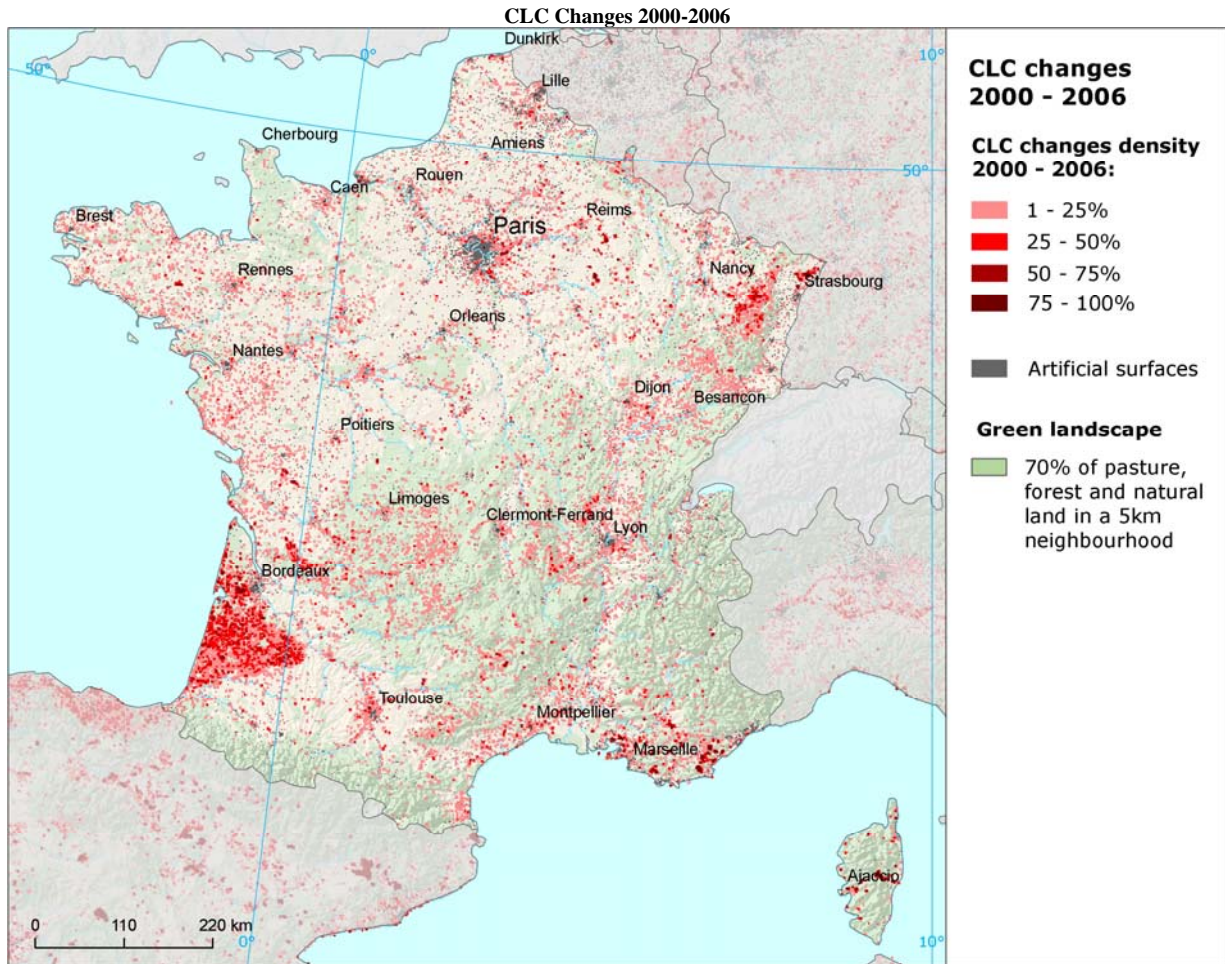 CLC Changes 2000-2006
Dunkirk
50°
0°
10°
Lille
Cherbourg
Amiens
50°
Caen
Rouen
Brest
Reims
Paris
Rennes
Nancy
Strasbourg
Orleans
Nantes
Dijon
Besancon
Poitiers
Limoges
Clermont-Ferrand
Lyon
Bordeaux
Toulouse
Montpellier
Marseille
Ajaccio
0 110 220 km
0°
10°
CLC changes
2000 - 2006
CLC changes density
2000 - 2006:
1 - 25%
25 - 50%
50 - 75%
75 - 100%
Artificial surfaces
Green landscape
70% of pasture,
forest and natural
land in a 5km
neighbourhood